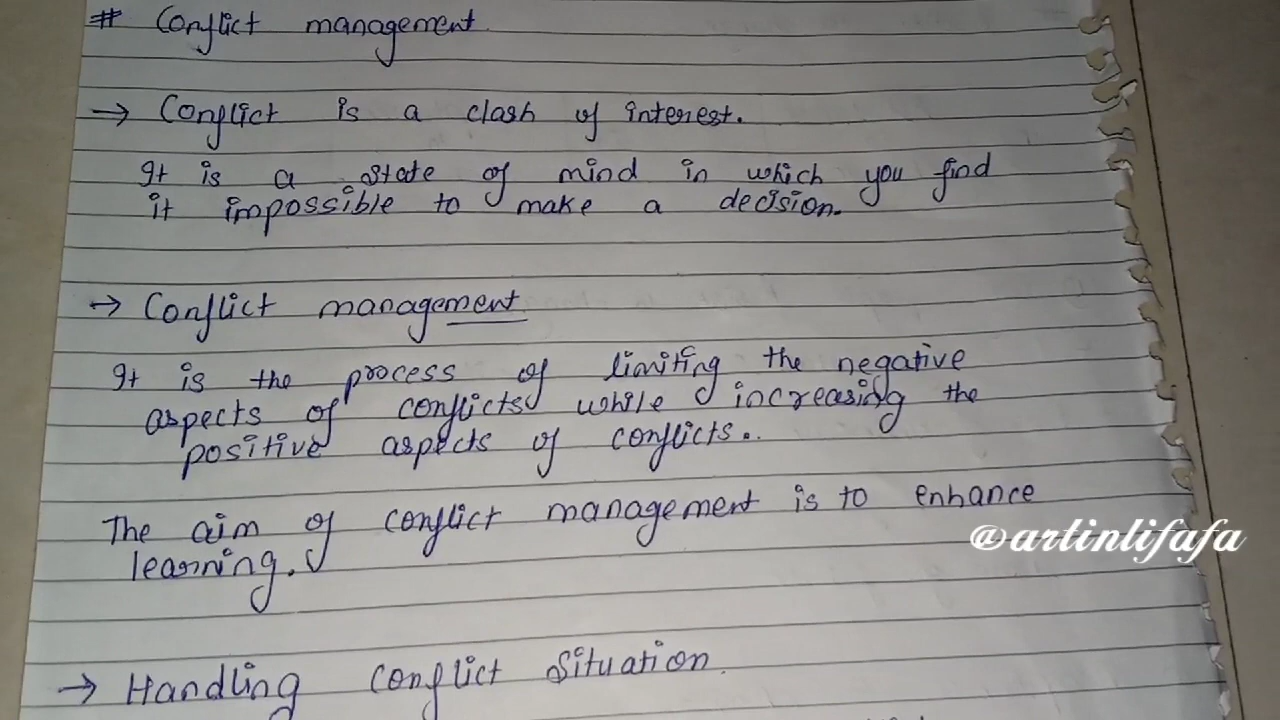 # Conflict management
→ Conflict is a clash of interest.
It is a state of mind in which you find
it impossible to make a decision.
→ Conflict management
It is the process of limiting the negative
aspects of conflicts while increasing the
positive aspects of conflicts..
The aim of conflict management is to enhance
learning.
@artinlifafa
→ Handling conflict Situation.